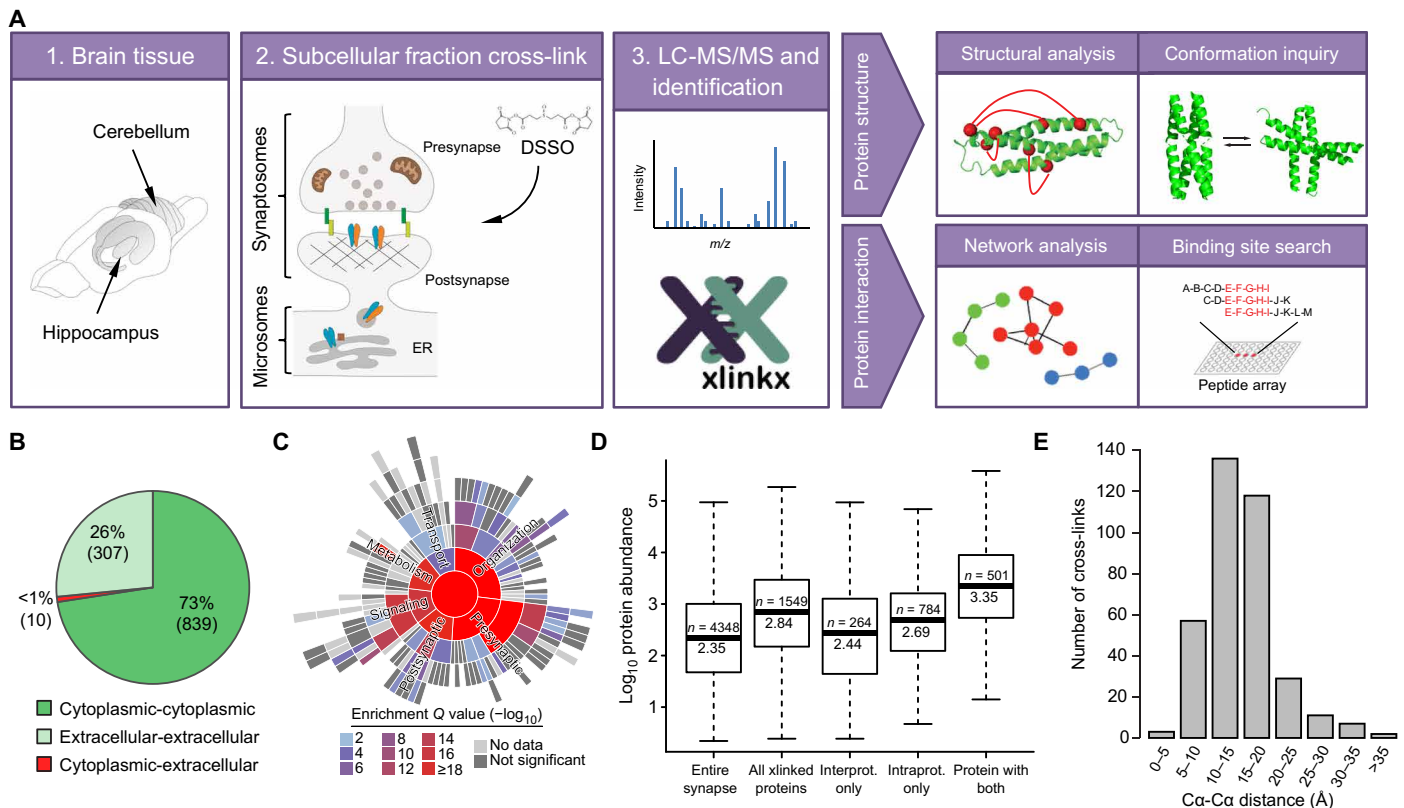 A
1. Brain tissue
Cerebellum
Hippocampus
2. Subcellular fraction cross-link
Synaptosomes
Microsomes
Presynapse
DSSO
Postsynapse
ER
3. LC-MS/MS and
identification
Intensity
m/z
xlinkx
Protein structure
Protein interaction
Structural analysis
Conformation inquiry
Network analysis
Binding site search
A-B-C-D-E-F-G-H-I
C-D-E-F-G-H-I-J-K
E-F-G-H-I-J-K-L-M
Peptide array
B
26%
(307)
<1%
(10)
73%
(839)
Cytoplasmic-cytoplasmic
Extracellular-extracellular
Cytoplasmic-extracellular
C
Transport
Organization
Metabolism
Signaling
Postsynaptic
Presynaptic
Enrichment Q value (−log10)
2 8 14 No data
4 10 16 Not significant
6 12 ≥18
D
Log10 protein abundance
5
4
3
2
1
n = 4348
2.35
n = 1549
2.84
n = 264
2.44
n = 784
2.69
n = 501
3.35
Entire
synapse
All xlinked
proteins
Interprot.
only
Intraprot.
only
Protein with
both
E
Number of cross-links
140
120
100
80
60
40
20
0
0–5
5–10
10–15
15–20
20–25
25–30
30–35
>35
Cα-Cα distance (Å)